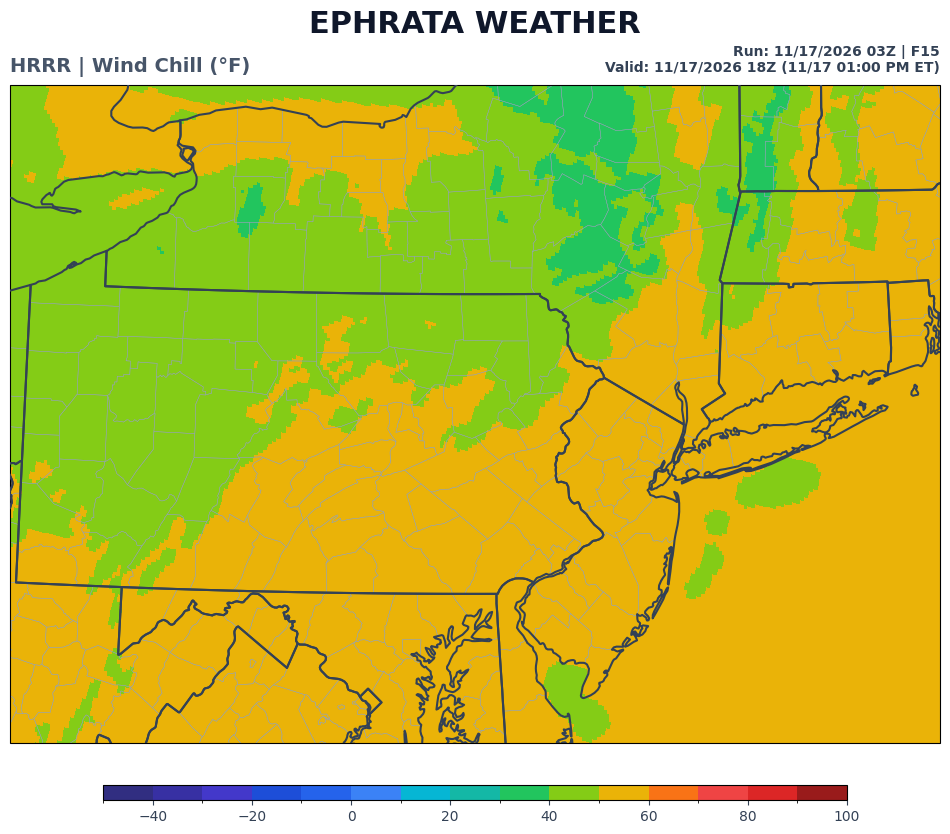 EPHRATA WEATHER
HRRR | Wind Chill (°F)
Run: 11/17/2026 03Z | F15
Valid: 11/17/2026 18Z (11/17 01:00 PM ET)
−40 −20 0 20 40 60 80 100